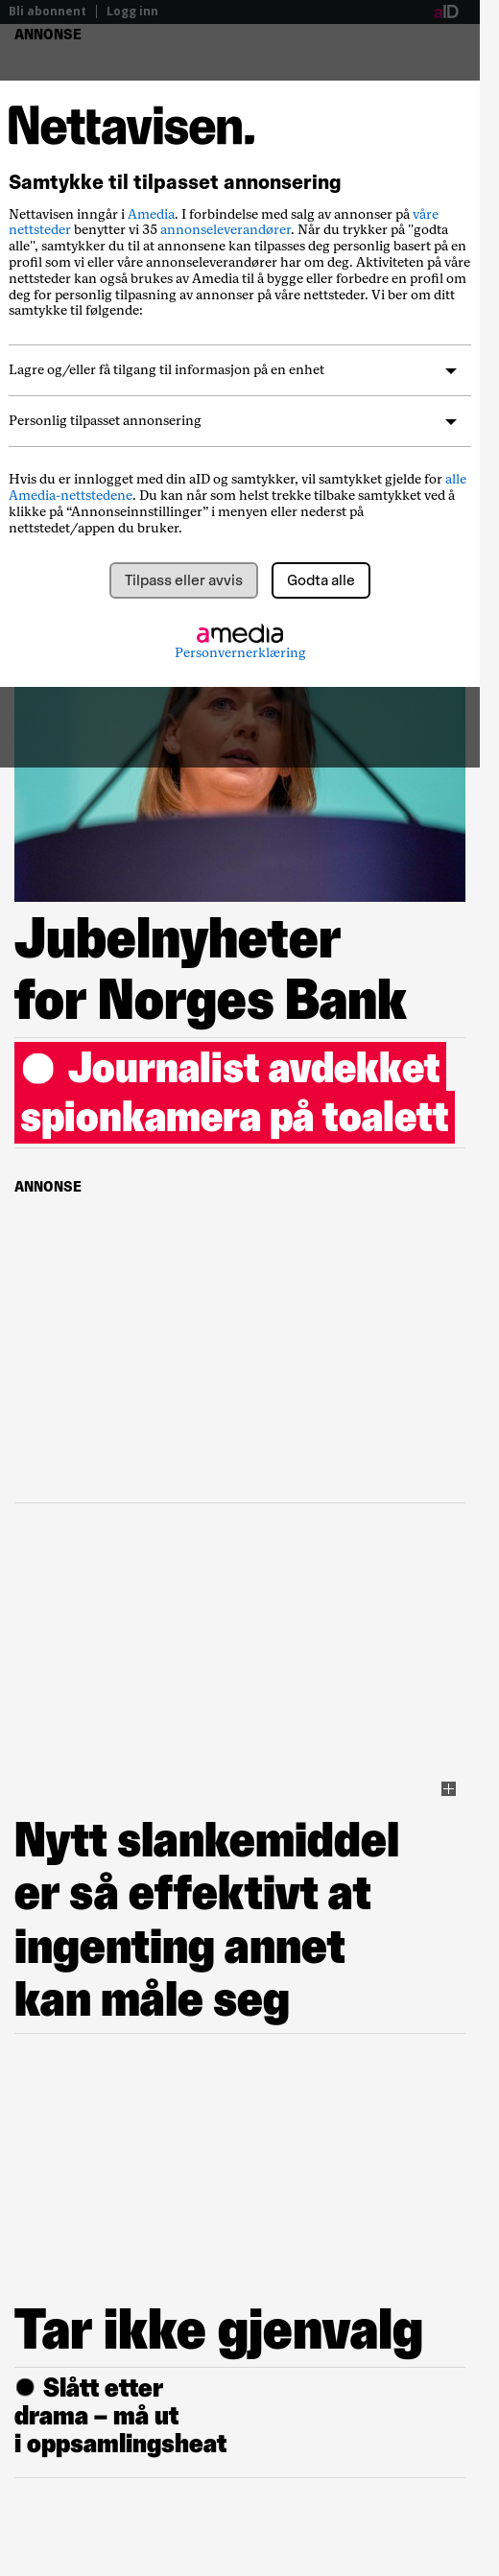 Bli abonnent
Logg inn
aID
ANNONSE
Nettavisen.
Samtykke til tilpasset annonsering
Nettavisen inngår i Amedia. I forbindelse med salg av annonser på våre
nettsteder benytter vi 35 annonseleverandører. Når du trykker på "godta
alle", samtykker du til at annonsene kan tilpasses deg personlig basert på en
profil som vi eller våre annonseleverandører har om deg. Aktiviteten på våre
nettsteder kan også brukes av Amedia til å bygge eller forbedre en profil om
deg for personlig tilpasning av annonser på våre nettsteder. Vi ber om ditt
samtykke til følgende:
Lagre og/eller få tilgang til informasjon på en enhet
Personlig tilpasset annonsering
Hvis du er innlogget med din aID og samtykker, vil samtykket gjelde for alle
Amedia-nettstedene. Du kan når som helst trekke tilbake samtykket ved å
klikke på “Annonseinnstillinger” i menyen eller nederst på
nettstedet/appen du bruker.
Tilpass eller avvis
Godta alle
amedia
Personvernerklæring
Jubelnyheter
for Norges Bank
Journalist avdekket
spionkamera på toalett
ANNONSE
Nytt slankemiddel
er så effektivt at
ingenting annet
kan måle seg
Tar ikke gjenvalg
Slått etter
drama – må ut
i oppsamlingsheat